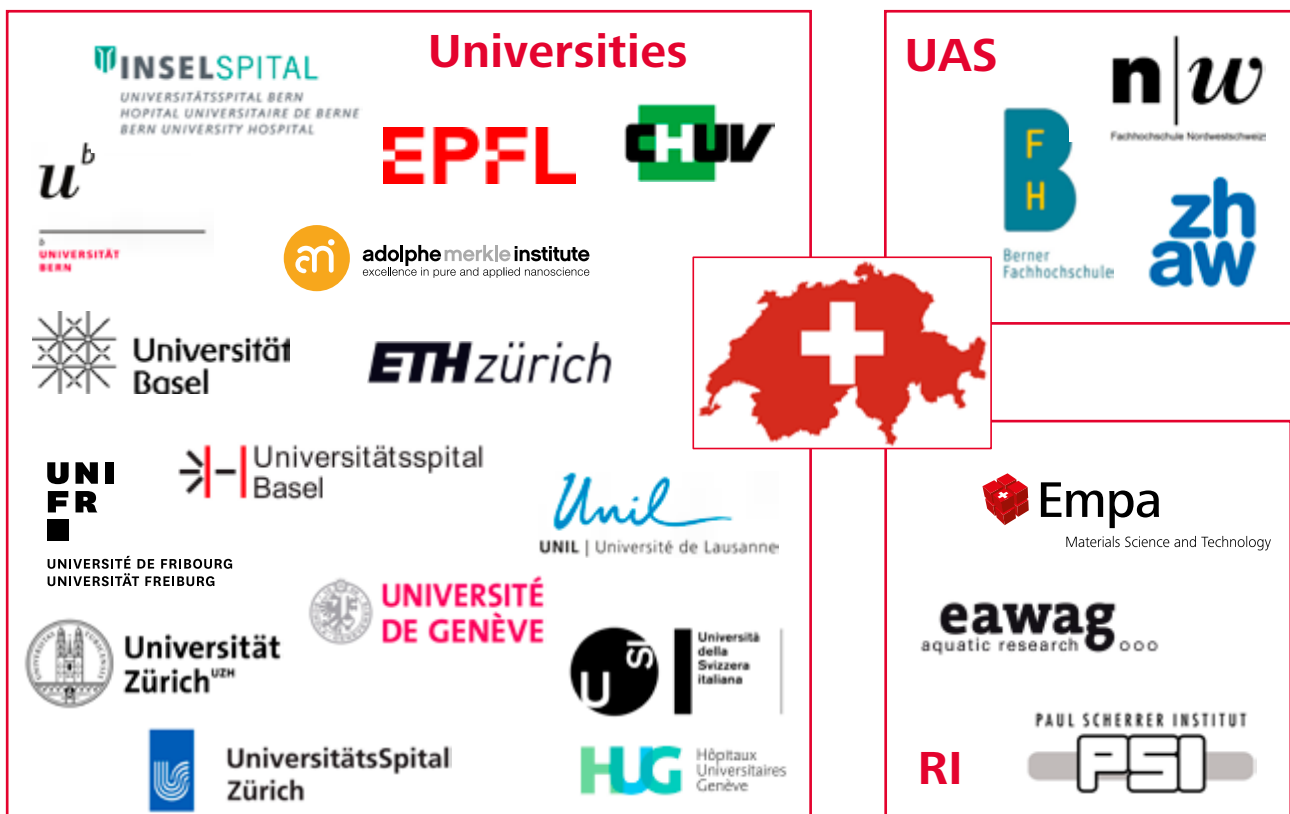 Universities
INSELSPITAL
UNIVERSITÄTSSPITAL BERN
HOPITAL UNIVERSITAIRE DE BERNE
BERN UNIVERSITY HOSPITAL
EPFL
CHUV
u
b
b
UNIVERSITÄT
BERN
adolphe merkle institute
excellence in pure and applied nanoscience
Universität
Basel
ETH zürich
Universitätsspital
Basel
UNI
FR
UNIVERSITÉ DE FRIBOURG
UNIVERSITÄT FREIBURG
Unil
UNIL | Université de Lausanne
UNIVERSITÉ
DE GENÈVE
Universität
Zürich UZH
USI
Università
della
Svizzera
italiana
UniversitätsSpital
Zürich
HUG
Hôpitaux
Universitaires
Genève
UAS
n|w
Fachhochschule Nordwestschweiz
B
F
H
Berner
Fachhochschule
zh
aw
Empa
Materials Science and Technology
eawag
aquatic research
PAUL SCHERRER INSTITUT
PSI
RI